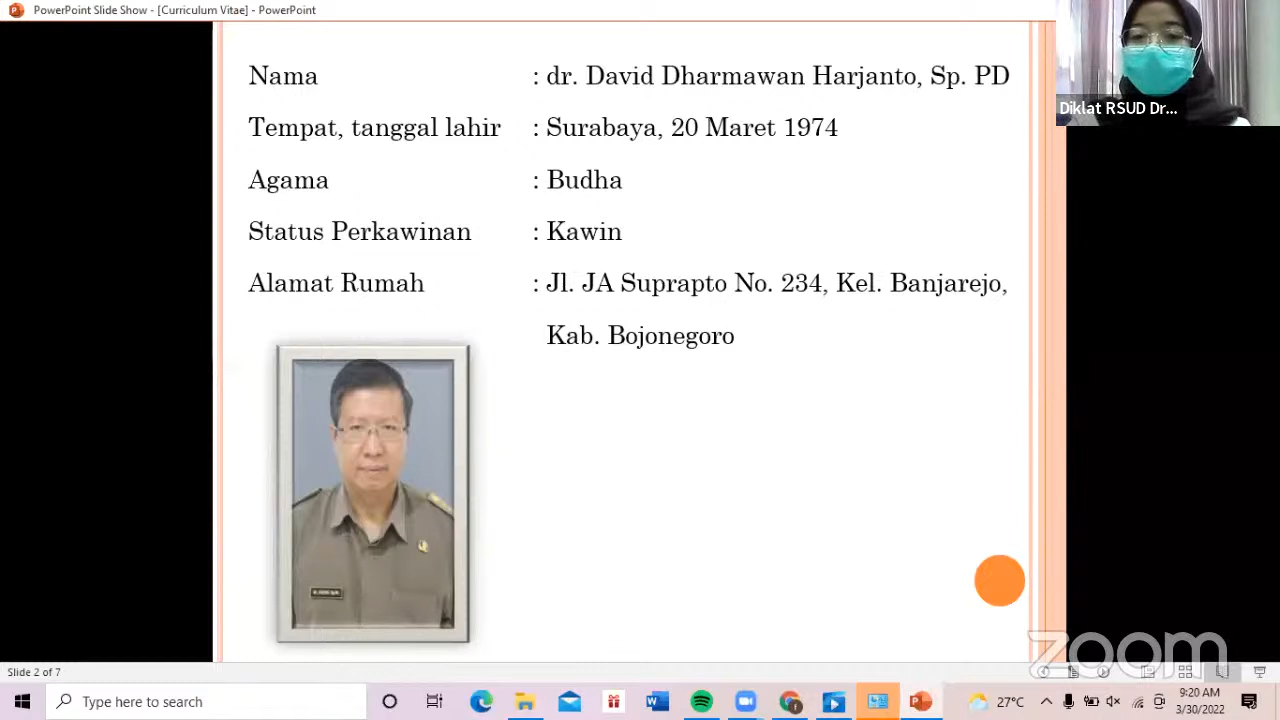 PowerPoint Slide Show - [Curriculum Vitae] - PowerPoint
Nama : dr. David Dharmawan Harjanto, Sp. PD
Tempat, tanggal lahir : Surabaya, 20 Maret 1974
Agama : Budha
Status Perkawinan : Kawin
Alamat Rumah : Jl. JA Suprapto No. 234, Kel. Banjarejo,
Kab. Bojonegoro
Diklat RSUD Dr...
zoom
Slide 2 of 7
Type here to search
27°C
9:20 AM
3/30/2022